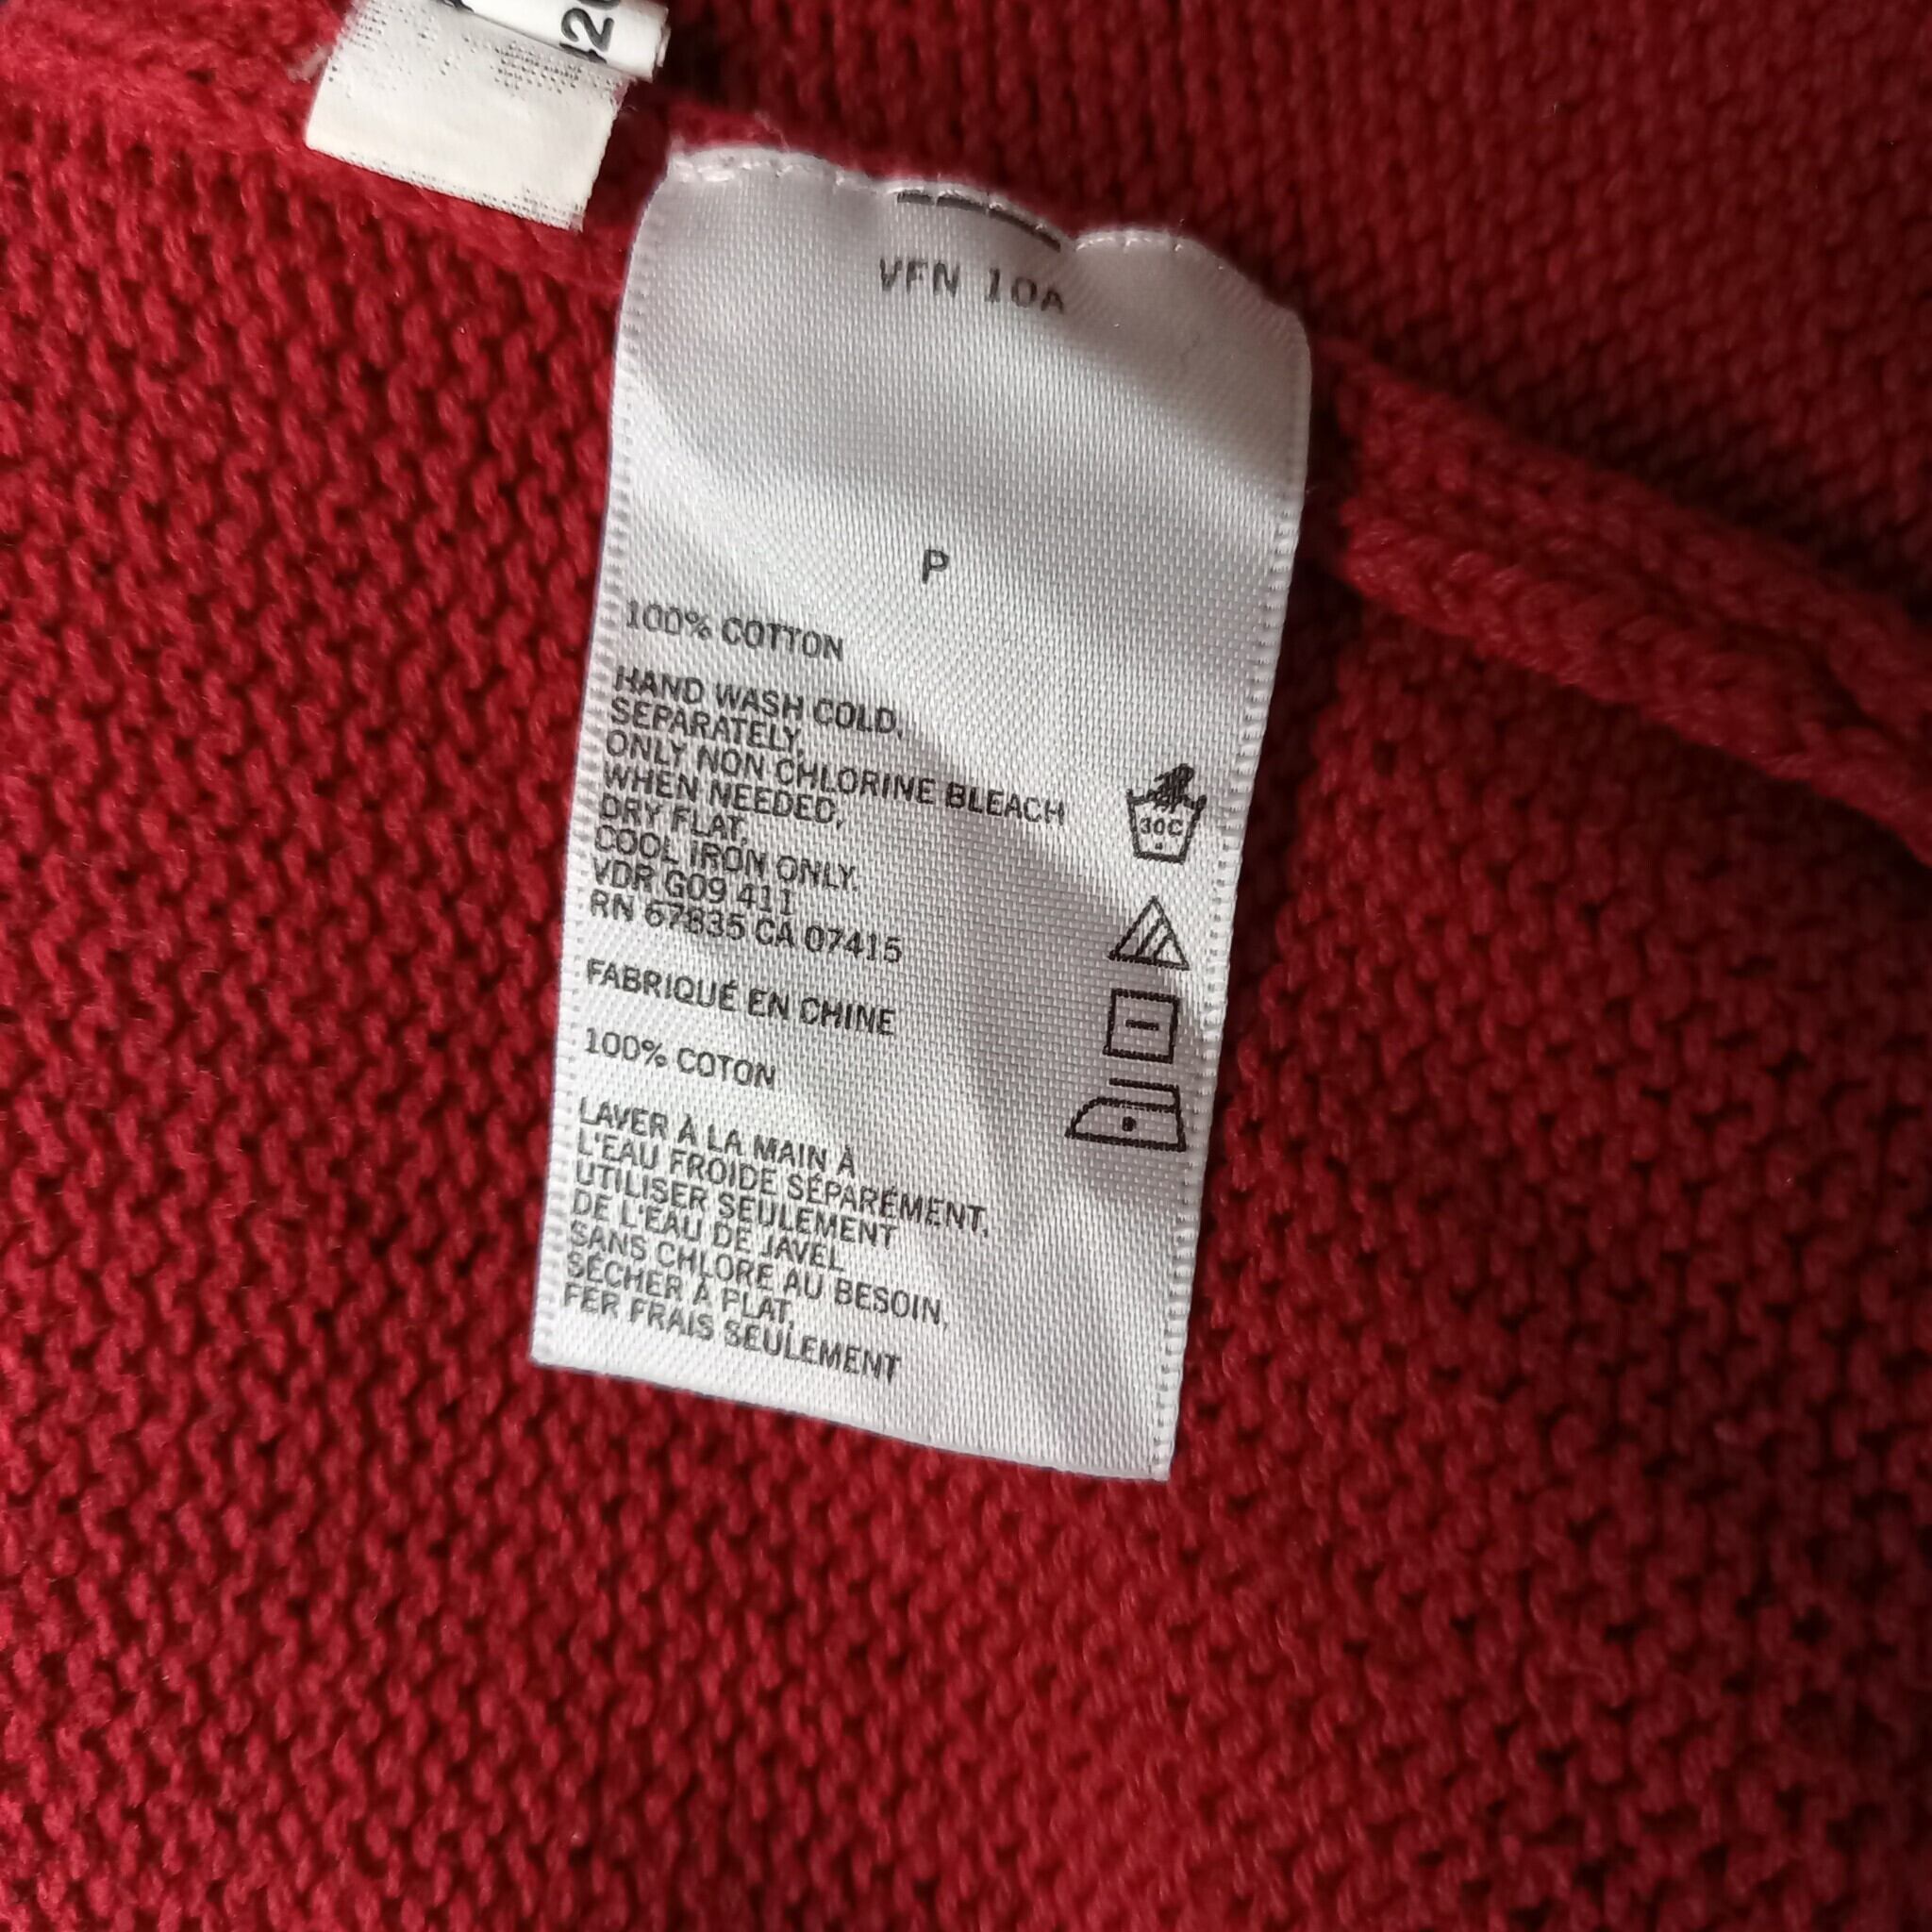 VFN 10A
P
100% COTTON
HAND WASH COLD,
SEPARATELY,
ONLY NON CHLORINE BLEACH
WHEN NEEDED,
DRY FLAT,
COOL IRON ONLY.
VDR G09 411
RN 67835 CA 07415
30C
FABRIQUÉ EN CHINE
100% COTON
LAVER À LA MAIN À
L'EAU FROIDE SÉPARÉMENT,
UTILISER SEULEMENT
DE L'EAU DE JAVEL
SANS CHLORE AU BESOIN,
SÉCHER À PLAT,
FER FRAIS SEULEMENT